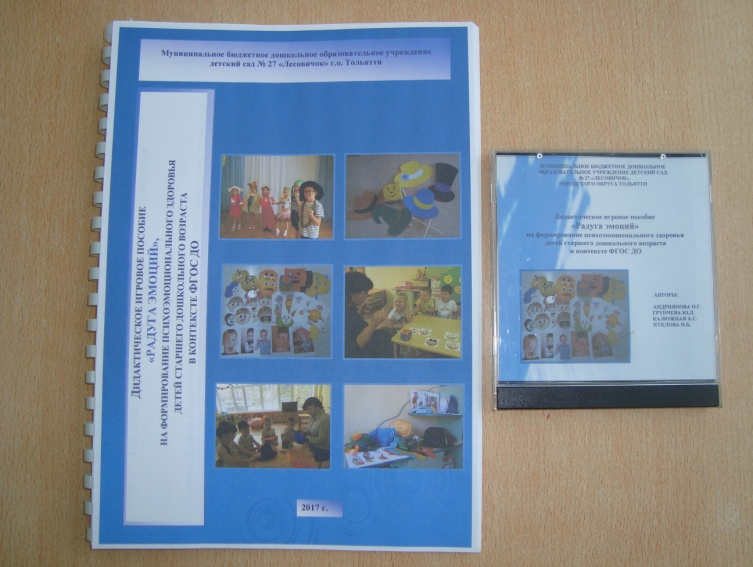 Муниципальное бюджетное дошкольное образовательное учреждение
детский сад № 27 «Лесовичок» г.о. Тольятти
Дидактическое игровое пособие
«РАДУГА ЭМОЦИЙ»,
на формирование психоэмоционального здоровья
детей старшего дошкольного возраста
в контексте ФГОС ДО
2017 г.
МУНИЦИПАЛЬНОЕ БЮДЖЕТНОЕ ДОШКОЛЬНОЕ
ОБРАЗОВАТЕЛЬНОЕ УЧРЕЖДЕНИЕ ДЕТСКИЙ САД
№ 27 «ЛЕСОВИЧОК»
ГОРОДСКОГО ОКРУГА ТОЛЬЯТТИ
Дидактическое игровое пособие
«Радуга эмоций»
на формирование психоэмоционального здоровья
детей старшего дошкольного возраста
в контексте ФГОС ДО
АВТОРЫ:
О.Г.
ГРУНЧЕВА Ю.Д.
КАЛЮЖНАЯ А.С.
КУКЛОВА Н.Б.